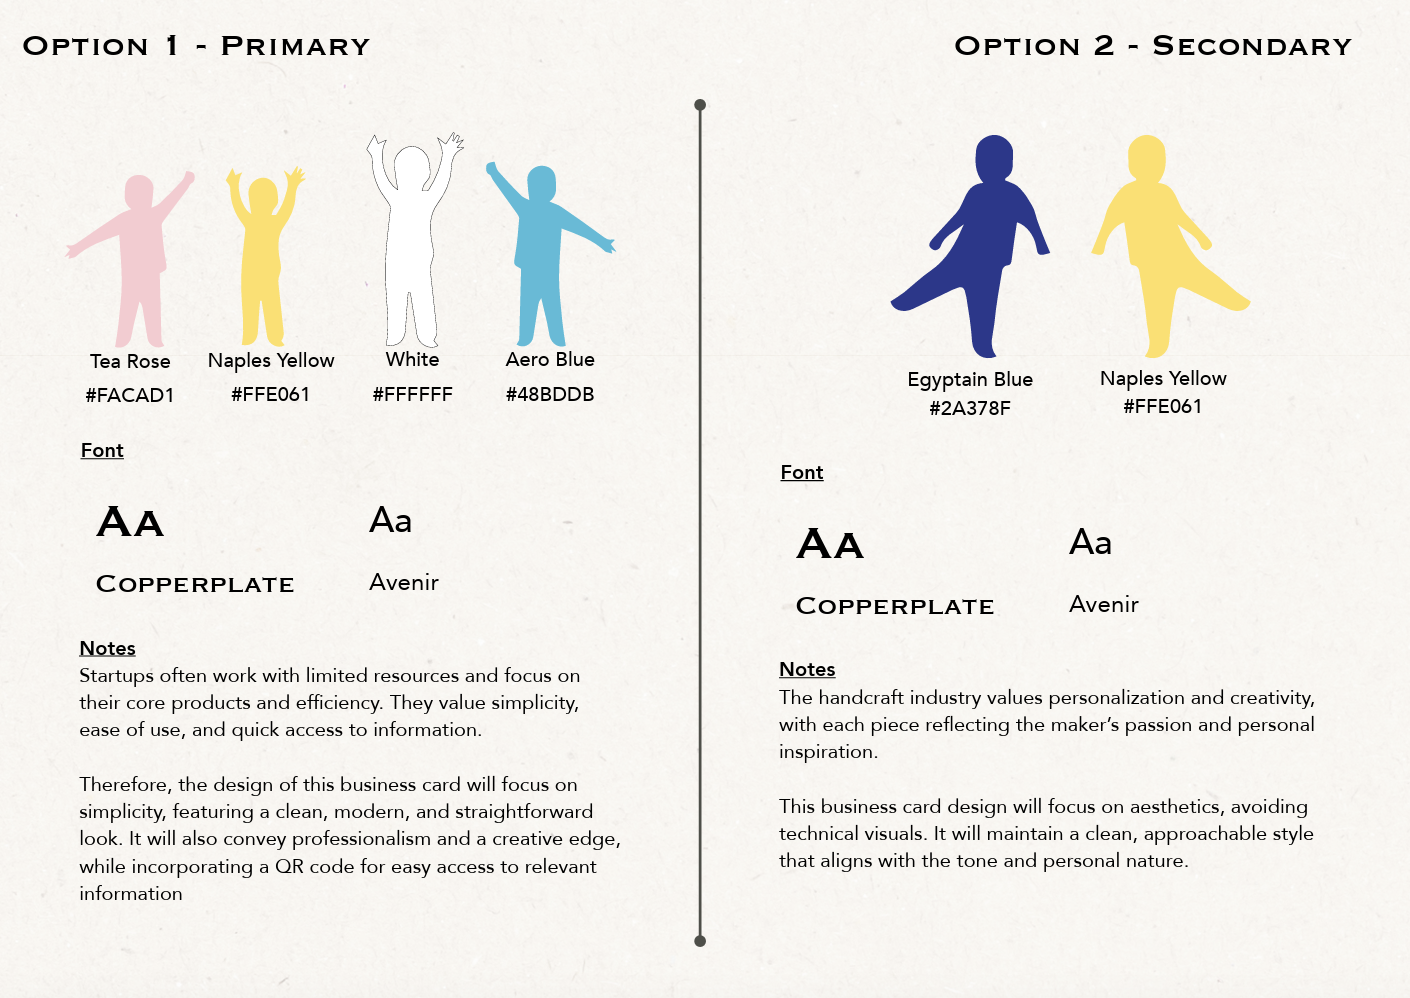 Option 1 - Primary
Tea Rose
#FACAD1
Naples Yellow
#FFE061
White
#FFFFFF
Aero Blue
#48BDDB
Font
Aa
Copperplate
Aa
Avenir
Notes
Startups often work with limited resources and focus on
their core products and efficiency. They value simplicity,
ease of use, and quick access to information.
Therefore, the design of this business card will focus on
simplicity, featuring a clean, modern, and straightforward
look. It will also convey professionalism and a creative edge,
while incorporating a QR code for easy access to relevant
information
Option 2 - Secondary
Egyptain Blue
#2A378F
Naples Yellow
#FFE061
Font
Aa
Copperplate
Aa
Avenir
Notes
The handcraft industry values personalization and creativity,
with each piece reflecting the maker’s passion and personal
inspiration.
This business card design will focus on aesthetics, avoiding
technical visuals. It will maintain a clean, approachable style
that aligns with the tone and personal nature.